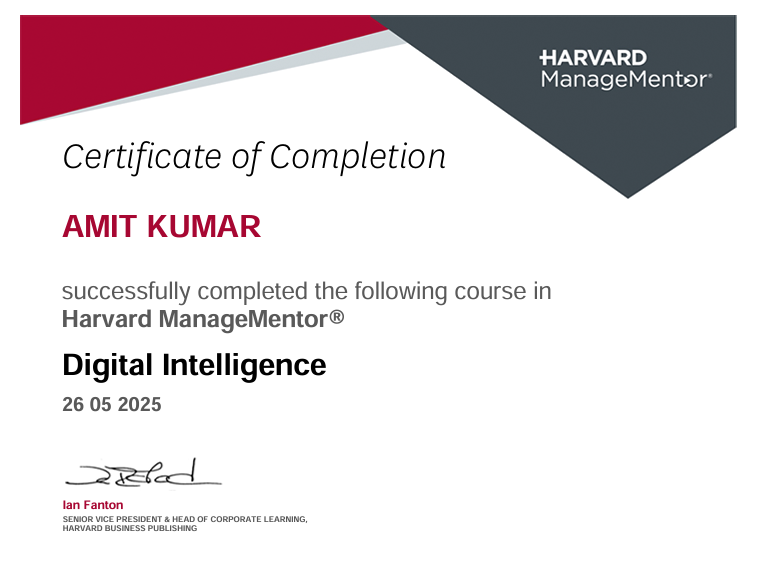 HARVARD
ManageMentor®
Certificate of Completion
AMIT KUMAR
successfully completed the following course in
Harvard ManageMentor®
Digital Intelligence
26 05 2025
Ian Fanton
SENIOR VICE PRESIDENT & HEAD OF CORPORATE LEARNING,
HARVARD BUSINESS PUBLISHING